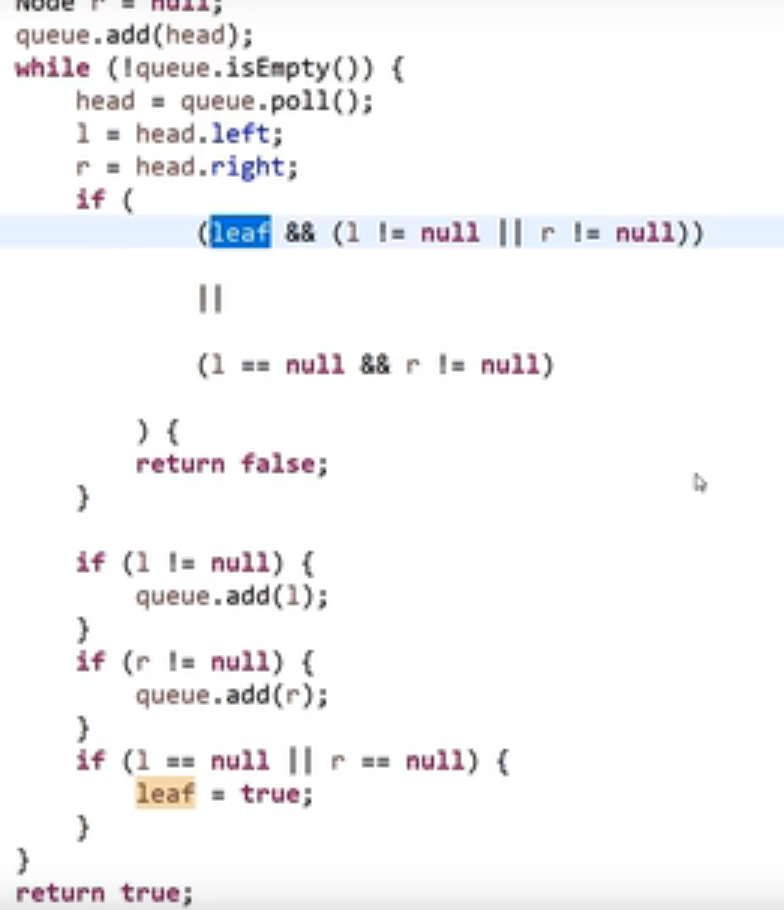 Node r = null;
queue.add(head);
while (!queue.isEmpty()) {
head = queue.poll();
l = head.left;
r = head.right;
if (
(leaf && (l != null || r != null))
||
(l == null && r != null)
) {
return false;
}
if (l != null) {
queue.add(l);
}
if (r != null) {
queue.add(r);
}
if (l == null || r == null) {
leaf = true;
}
}
return true;